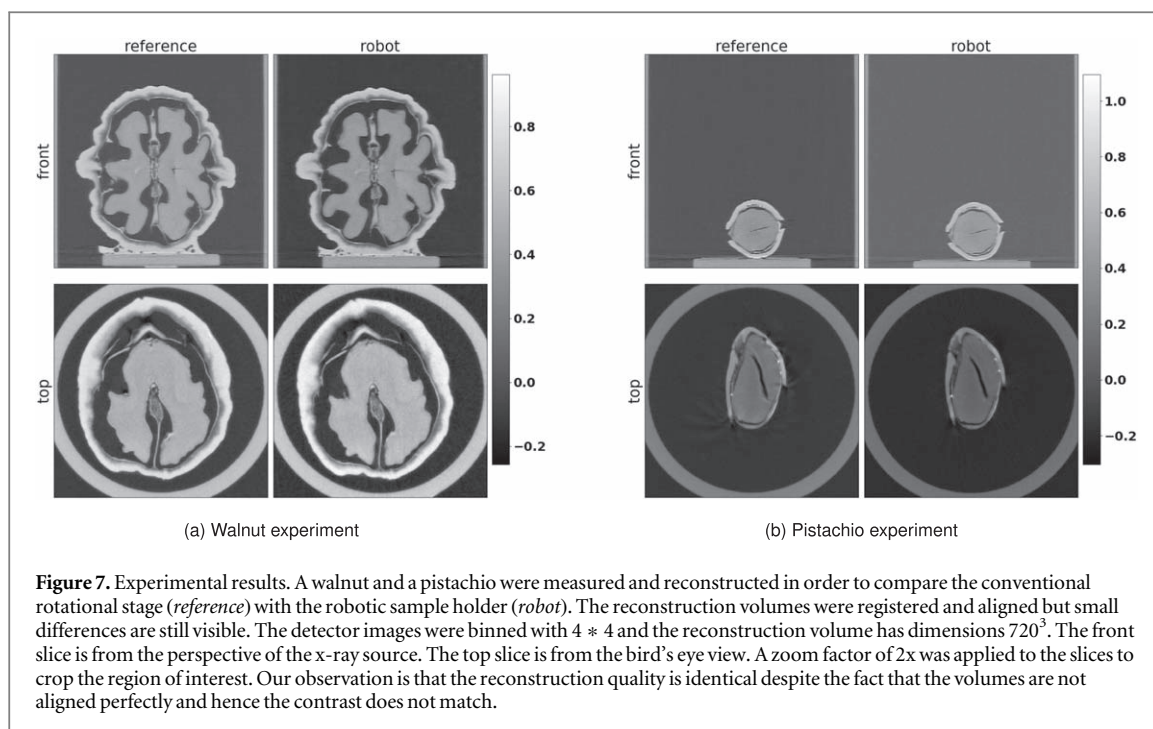 reference robot
front
0.8
0.6
0.4
0.2
0.0
−0.2
top
(a) Walnut experiment
reference robot
front
1.0
0.8
0.6
0.4
0.2
0.0
−0.2
top
(b) Pistachio experiment
Figure 7. Experimental results. A walnut and a pistachio were measured and reconstructed in order to compare the conventional
rotational stage (reference) with the robotic sample holder (robot). The reconstruction volumes were registered and aligned but small
differences are still visible. The detector images were binned with 4 ∗ 4 and the reconstruction volume has dimensions 720³. The front
slice is from the perspective of the x-ray source. The top slice is from the bird's eye view. A zoom factor of 2x was applied to the slices to
crop the region of interest. Our observation is that the reconstruction quality is identical despite the fact that the volumes are not
aligned perfectly and hence the contrast does not match.